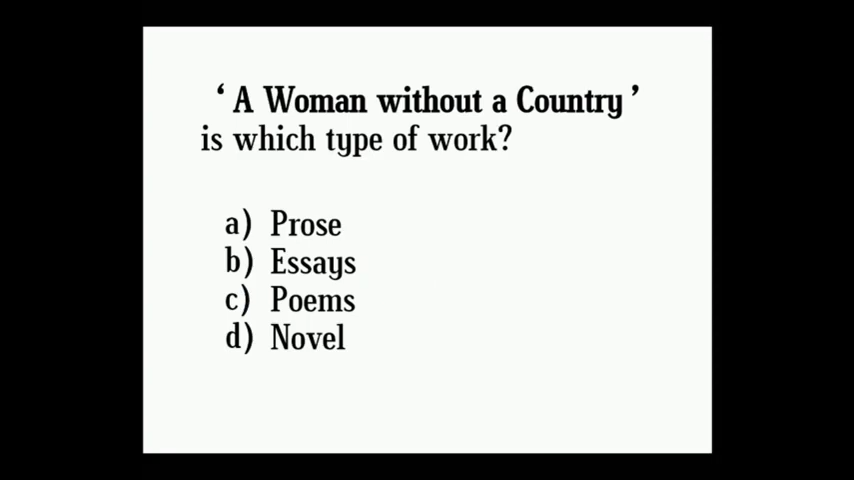 ‘ A Woman without a Country ’
is which type of work?
a) Prose
b) Essays
c) Poems
d) Novel